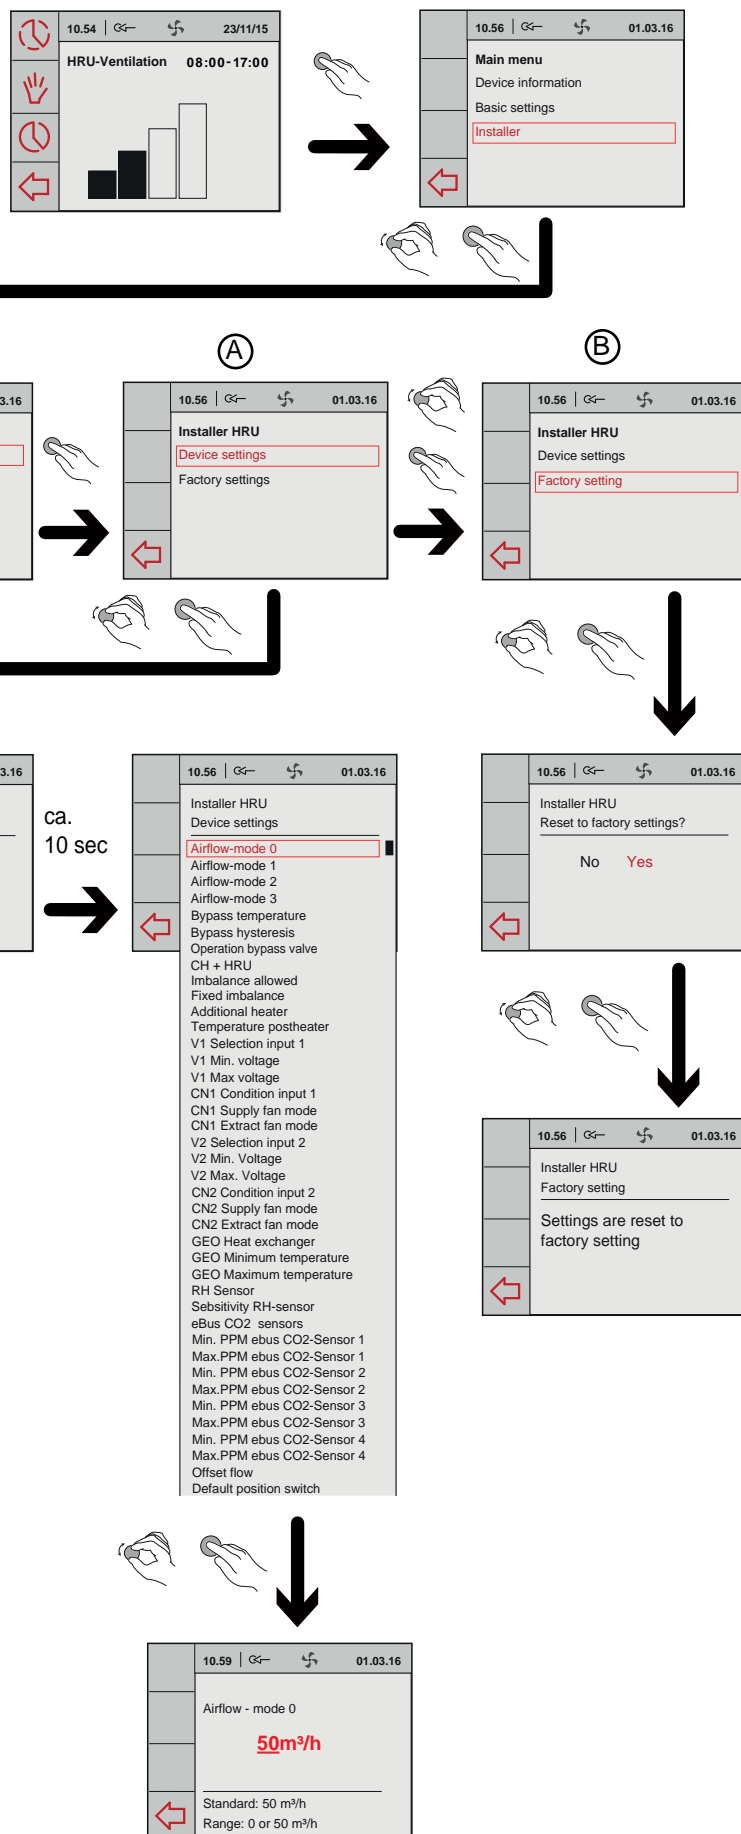 10.54 23/11/15
HRU-Ventilation 08:00-17:00
10.56 01.03.16
Main menu
Device information
Basic settings
Installer
A
B
3.16
10.56 01.03.16
Installer HRU
Device settings
Factory settings
10.56 01.03.16
Installer HRU
Device settings
Factory setting
3.16
ca.
10 sec
10.56 01.03.16
Installer HRU
Device settings
Airflow-mode 0
Airflow-mode 1
Airflow-mode 2
Airflow-mode 3
Bypass temperature
Bypass hysteresis
Operation bypass valve
CH + HRU
Imbalance allowed
Fixed imbalance
Additional heater
Temperature postheater
V1 Selection input 1
V1 Min. voltage
V1 Max voltage
CN1 Condition input 1
CN1 Supply fan mode
CN1 Extract fan mode
V2 Selection input 2
V2 Min. Voltage
V2 Max. Voltage
CN2 Condition input 2
CN2 Supply fan mode
CN2 Extract fan mode
GEO Heat exchanger
GEO Minimum temperature
GEO Maximum temperature
RH Sensor
Sebsitivity RH-sensor
eBus CO2 sensors
Min. PPM ebus CO2-Sensor 1
Max.PPM ebus CO2-Sensor 1
Min. PPM ebus CO2-Sensor 2
Max.PPM ebus CO2-Sensor 2
Min. PPM ebus CO2-Sensor 3
Max.PPM ebus CO2-Sensor 3
Min. PPM ebus CO2-Sensor 4
Max.PPM ebus CO2-Sensor 4
Offset flow
Default position switch
10.56 01.03.16
Installer HRU
Reset to factory settings?
No Yes
10.56 01.03.16
Installer HRU
Factory setting
Settings are reset to
factory setting
10.59 01.03.16
Airflow - mode 0
50m³/h
Standard: 50 m³/h
Range: 0 or 50 m³/h